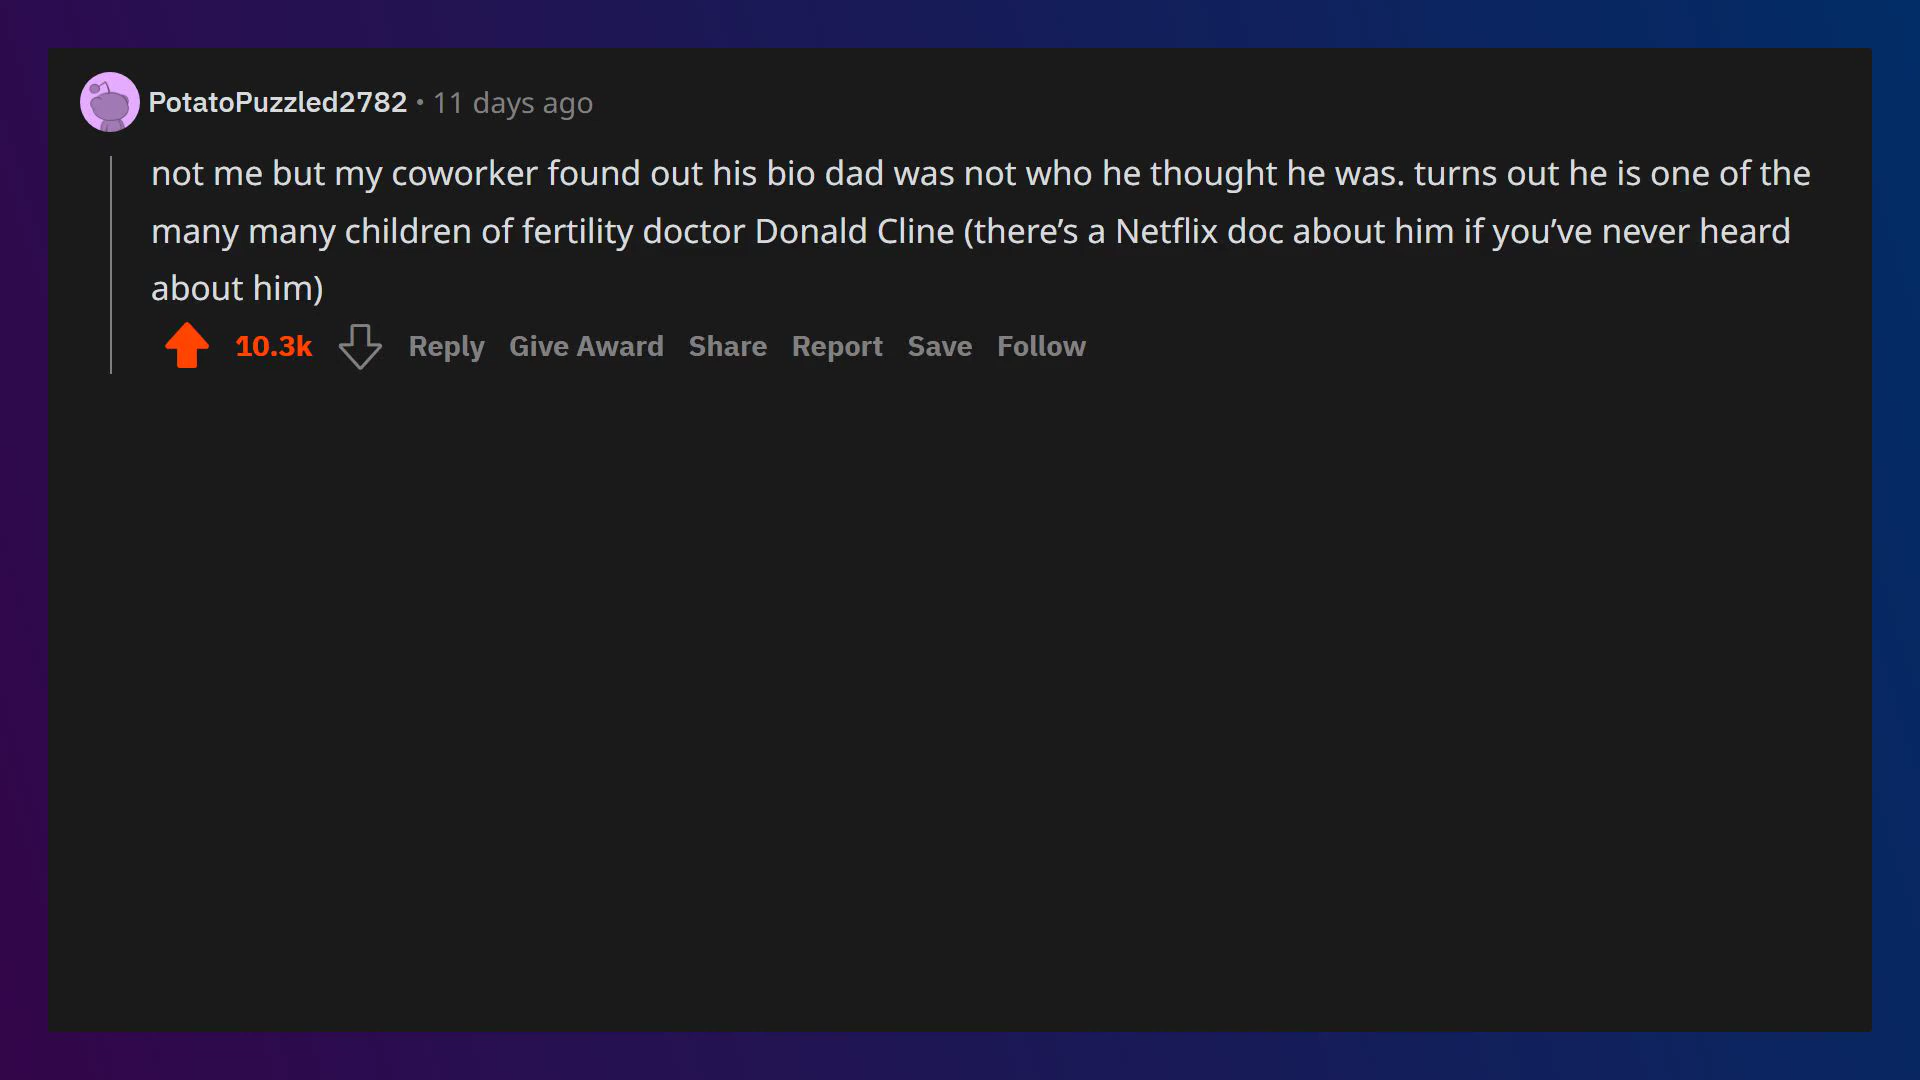 PotatoPuzzled2782 • 11 days ago
not me but my coworker found out his bio dad was not who he thought he was. turns out he is one of the
many many children of fertility doctor Donald Cline (there’s a Netflix doc about him if you’ve never heard
about him)
10.3k Reply Give Award Share Report Save Follow